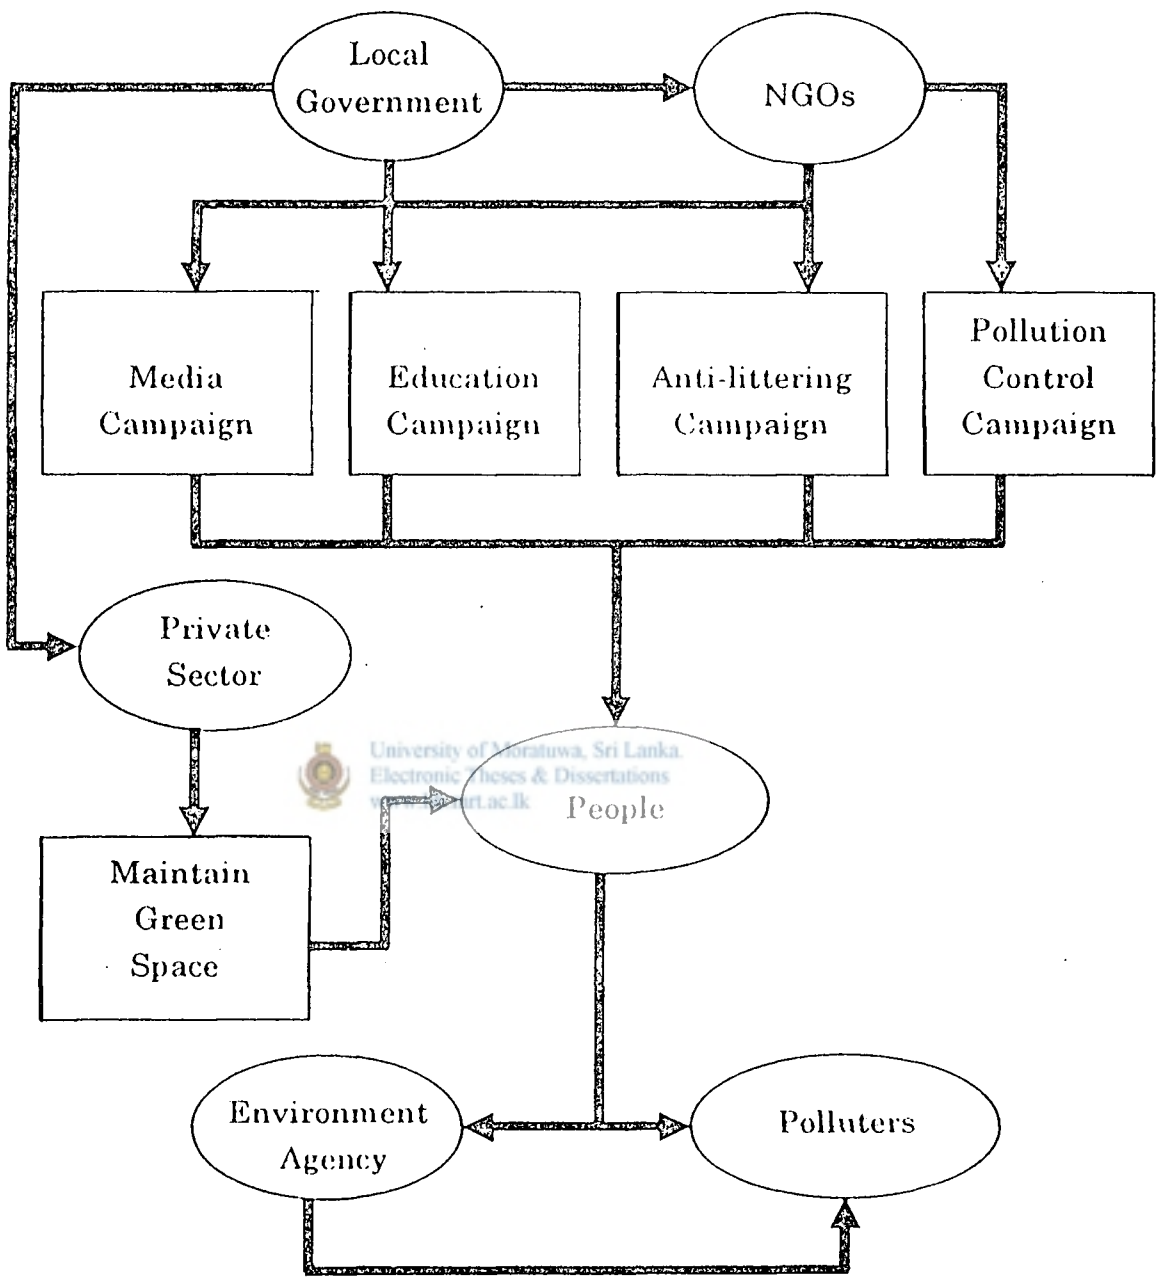 Local
Government
NGOs
Media
Campaign
Education
Campaign
Anti-littering
Campaign
Pollution
Control
Campaign
Private
Sector
University of Moratuwa, Sri Lanka.
Electronic Theses & Dissertations
People
Maintain
Green
Space
Environment
Agency
Polluters